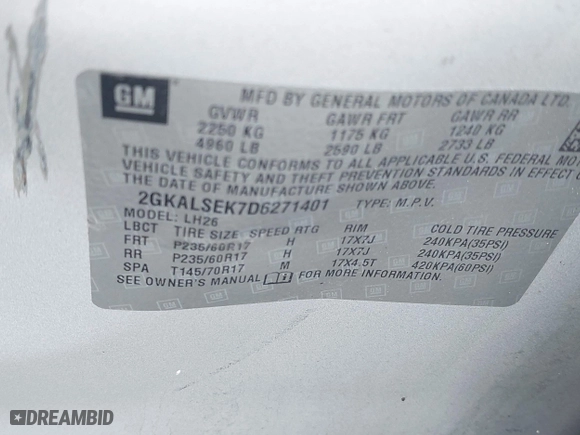 GM
MFD BY GENERAL MOTORS OF CANADA LTD.
GVWR GAWR FRT GAWR RR
2250 KG 1175 KG 1240 KG
4960 LB 2590 LB 2733 LB
THIS VEHICLE CONFORMS TO ALL APPLICABLE U.S. FEDERAL MOTOR
VEHICLE SAFETY AND THEFT PREVENTION STANDARDS IN EFFECT
THE DATE OF MANUFACTURE SHOWN ABOVE.
2GKALSEK7D6271401 TYPE: M.P.V.
MODEL: LH26
LBCT TIRE SIZE SPEED RTG RIM COLD TIRE PRESSURE
FRT P235/60R17 H 17X7J 240KPA(35PSI)
RR P235/60R17 H 17X7J 240KPA(35PSI)
SPA T145/70R17 M 17X4.5T 420KPA(60PSI)
SEE OWNER'S MANUAL FOR MORE INFORMATION.
DREAMBID